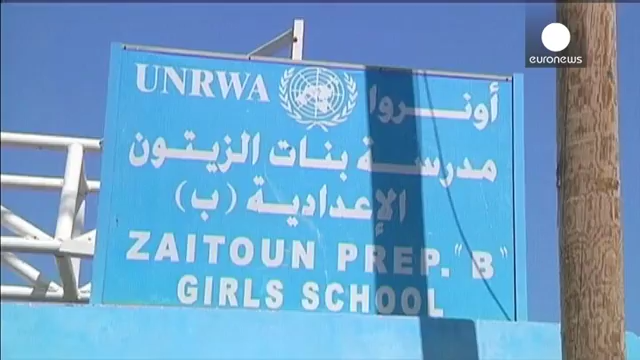 euronews
UNRWA أونروا
مدرسة بنات الزيتون
الإعدادية (ب)
ZAITOUN PREP. "B"
GIRLS SCHOOL